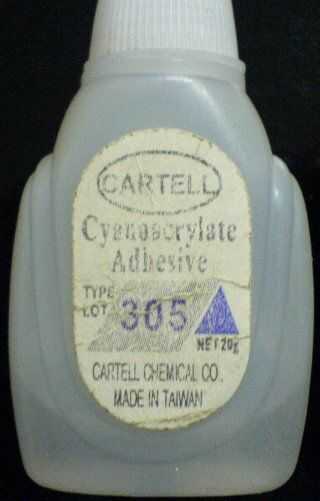 CARTELL
Cyanoacrylate
Adhesive
TYPE
LOT 305
NET 20g
CARTELL CHEMICAL CO.,
MADE IN TAIWAN